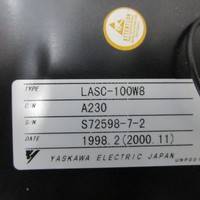 TYPE LASC-100W8
C/N A230
S/N S72598-7-2
DATE 1998.2(2000.11)
YASKAWA ELECTRIC JAPAN